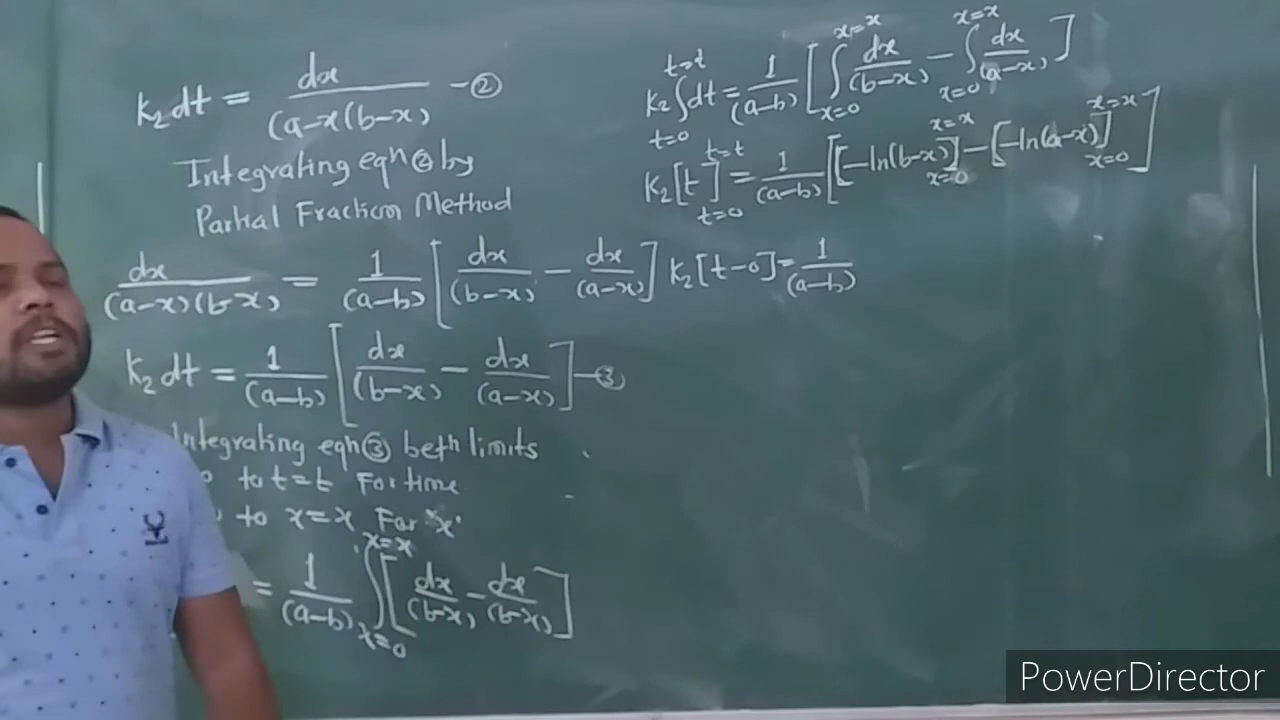 K₂dt = dx/(a-x(b-x) -②
Integrating eqn ② by
Partial Fraction Method
dx/(a-x)(b-x) = 1/(a-b) [dx/(b-x) - dx/(a-x)]
K₂dt = 1/(a-b) [dx/(b-x) - dx/(a-x)] -③
Integrating eqn ③ beth limits
0 to t=t For time
to x=x For 'x'
= 1/(a-b) ∫_{x=0}^{x=x} [dx/(b-x) - dx/(b-x)]
K₂ ∫_{t=0}^{t=t} dt = 1/(a-b) [∫_{x=0}^{x=x} dx/(b-x) - ∫_{x=0}^{x=x} dx/(a-x)]
K₂[t]_{t=0}^{t=t} = 1/(a-b) [[-ln(b-x)]_{x=0}^{x=x} - [-ln(a-x)]_{x=0}^{x=x}]
K₂[t-0] = 1/(a-b)
PowerDirector